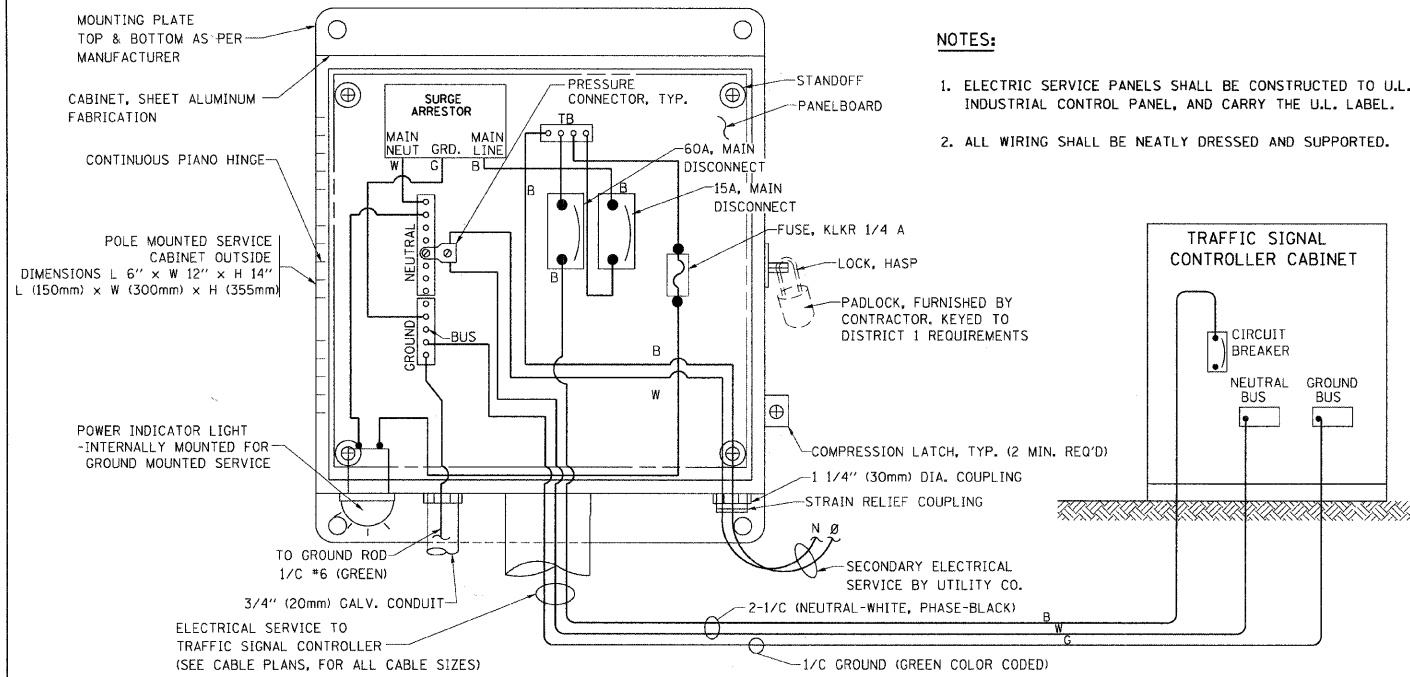 MOUNTING PLATE
TOP & BOTTOM AS PER
MANUFACTURER
CABINET, SHEET ALUMINUM
FABRICATION
CONTINUOUS PIANO HINGE
POLE MOUNTED SERVICE
CABINET OUTSIDE
DIMENSIONS L 6" x W 12" x H 14"
L (150mm) x W (300mm) x H (355mm)
POWER INDICATOR LIGHT
-INTERNALLY MOUNTED FOR
GROUND MOUNTED SERVICE
TO GROUND ROD
1/C #6 (GREEN)
3/4" (20mm) GALV. CONDUIT
ELECTRICAL SERVICE TO
TRAFFIC SIGNAL CONTROLLER
(SEE CABLE PLANS, FOR ALL CABLE SIZES)
SURGE
ARRESTOR
MAIN
NEUT
GRD.
MAIN
LINE
W
G
B
PRESSURE
CONNECTOR, TYP.
TB
STANDOFF
PANELBOARD
60A, MAIN
DISCONNECT
15A, MAIN
DISCONNECT
B
B
B
FUSE, KLKR 1/4 A
LOCK, HASP
PADLOCK, FURNISHED BY
CONTRACTOR. KEYED TO
DISTRICT 1 REQUIREMENTS
NEUTRAL
GROUND
BUS
B
W
COMPRESSION LATCH, TYP. (2 MIN. REQ'D)
1 1/4" (30mm) DIA. COUPLING
STRAIN RELIEF COUPLING
N Ø
SECONDARY ELECTRICAL
SERVICE BY UTILITY CO.
2-1/C (NEUTRAL-WHITE, PHASE-BLACK)
B
W
G
1/C GROUND (GREEN COLOR CODED)
NOTES:
1. ELECTRIC SERVICE PANELS SHALL BE CONSTRUCTED TO U.L.
INDUSTRIAL CONTROL PANEL, AND CARRY THE U.L. LABEL.
2. ALL WIRING SHALL BE NEATLY DRESSED AND SUPPORTED.
TRAFFIC SIGNAL
CONTROLLER CABINET
CIRCUIT
BREAKER
NEUTRAL
BUS
GROUND
BUS